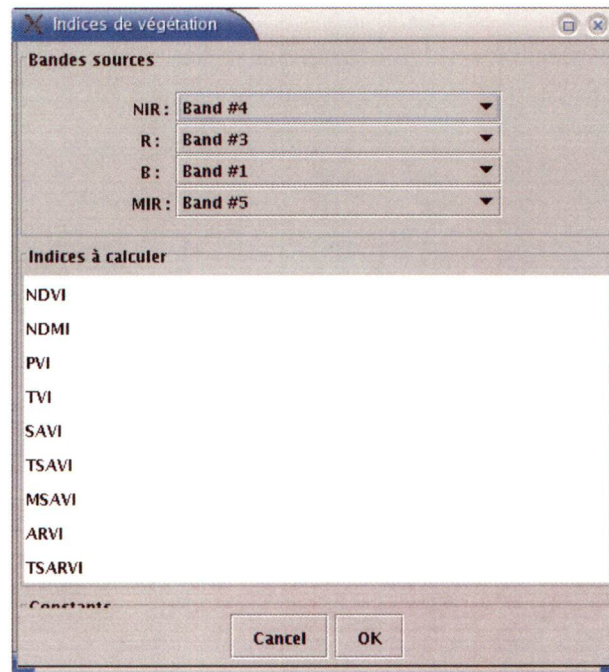 Indices de végétation
Bandes sources
NIR: Band #4
R: Band #3
B: Band #1
MIR: Band #5
Indices à calculer
NDVI
NDMI
PVI
TVI
SAVI
TSAVI
MSAVI
ARVI
TSARVI
Constants
Cancel OK